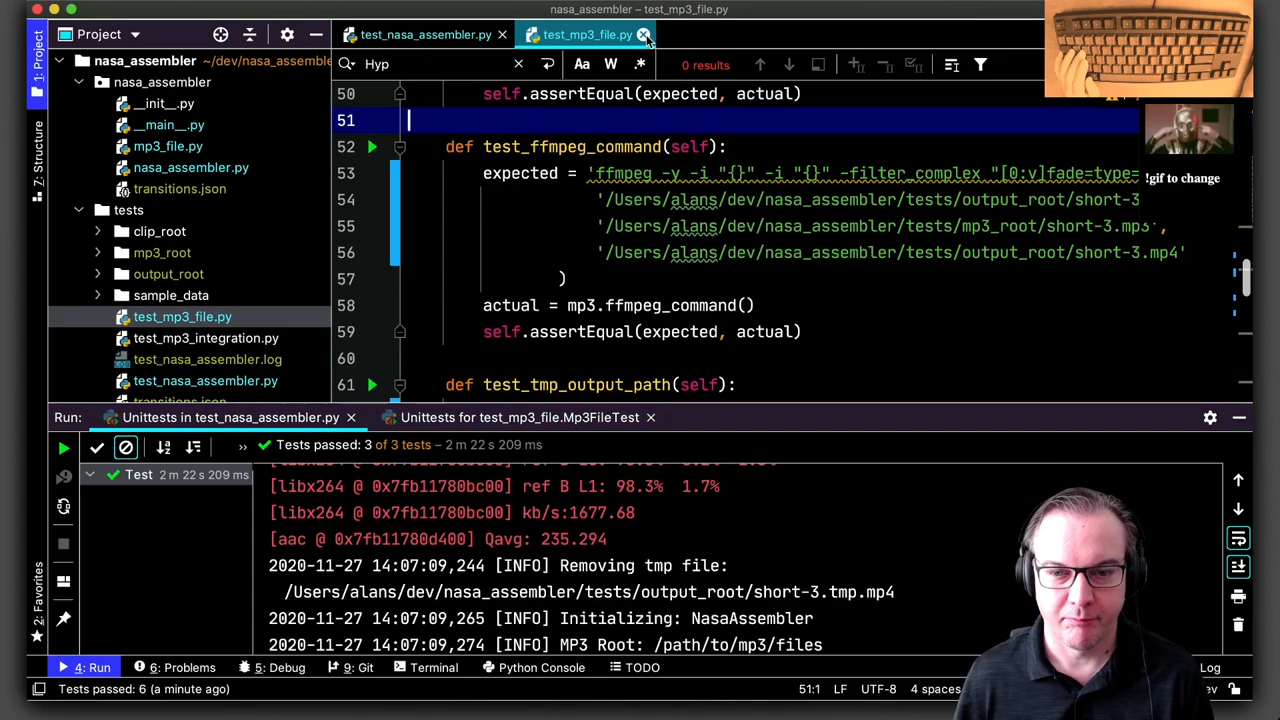 nasa_assembler – test_mp3_file.py
Project
test_nasa_assembler.py
test_mp3_file.py
1: Project
7: Structure
2: Favorites
nasa_assembler ~/dev/nasa_assemble
nasa_assembler
__init__.py
__main__.py
mp3_file.py
nasa_assembler.py
transitions.json
tests
clip_root
mp3_root
output_root
sample_data
test_mp3_file.py
test_mp3_integration.py
test_nasa_assembler.log
test_nasa_assembler.py
transitions.json
Hyp
Aa W .*
0 results
50 self.assertEqual(expected, actual)
51
52 def test_ffmpeg_command(self):
53 expected = 'ffmpeg -y -i "{}" -i "{}" -filter_complex "[0:v]fade=type=
54 '/Users/alans/dev/nasa_assembler/tests/output_root/short-3
55 '/Users/alans/dev/nasa_assembler/tests/mp3_root/short-3.mp3',
56 '/Users/alans/dev/nasa_assembler/tests/output_root/short-3.mp4'
57 )
58 actual = mp3.ffmpeg_command()
59 self.assertEqual(expected, actual)
60
61 def test_tmp_output_path(self):
!gif to change
Run: Unittests in test_nasa_assembler.py Unittests for test_mp3_file.Mp3FileTest
» Tests passed: 3 of 3 tests – 2 m 22 s 209 ms
Test 2 m 22 s 209 ms
[libx264 @ 0x7fb11780bc00] ref B L1: 98.3% 1.7%
[libx264 @ 0x7fb11780bc00] kb/s:1677.68
[aac @ 0x7fb11780d400] Qavg: 235.294
2020-11-27 14:07:09,244 [INFO] Removing tmp file:
/Users/alans/dev/nasa_assembler/tests/output_root/short-3.tmp.mp4
2020-11-27 14:07:09,265 [INFO] Initializing: NasaAssembler
2020-11-27 14:07:09,274 [INFO] MP3 Root: /path/to/mp3/files
4: Run 6: Problems 5: Debug 9: Git Terminal Python Console TODO Log
Tests passed: 6 (a minute ago) 51:1 LF UTF-8 4 spaces